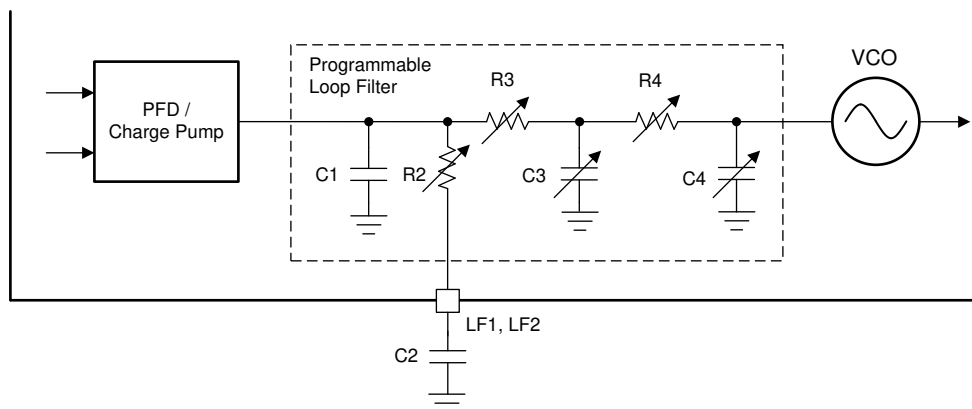 Programmable
Loop Filter
VCO
R3
R4
PFD /
Charge Pump
C1
R2
C3
C4
LF1, LF2
C2